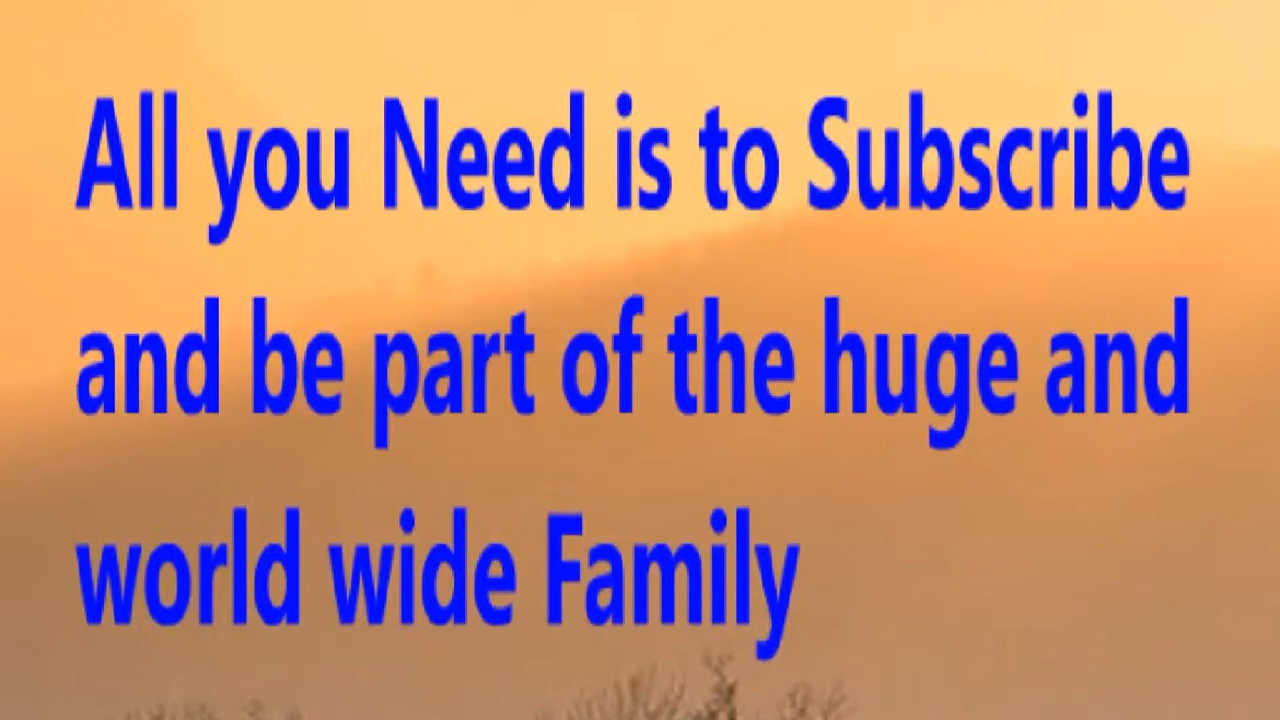 All you Need is to Subscribe
and be part of the huge and
world wide Family